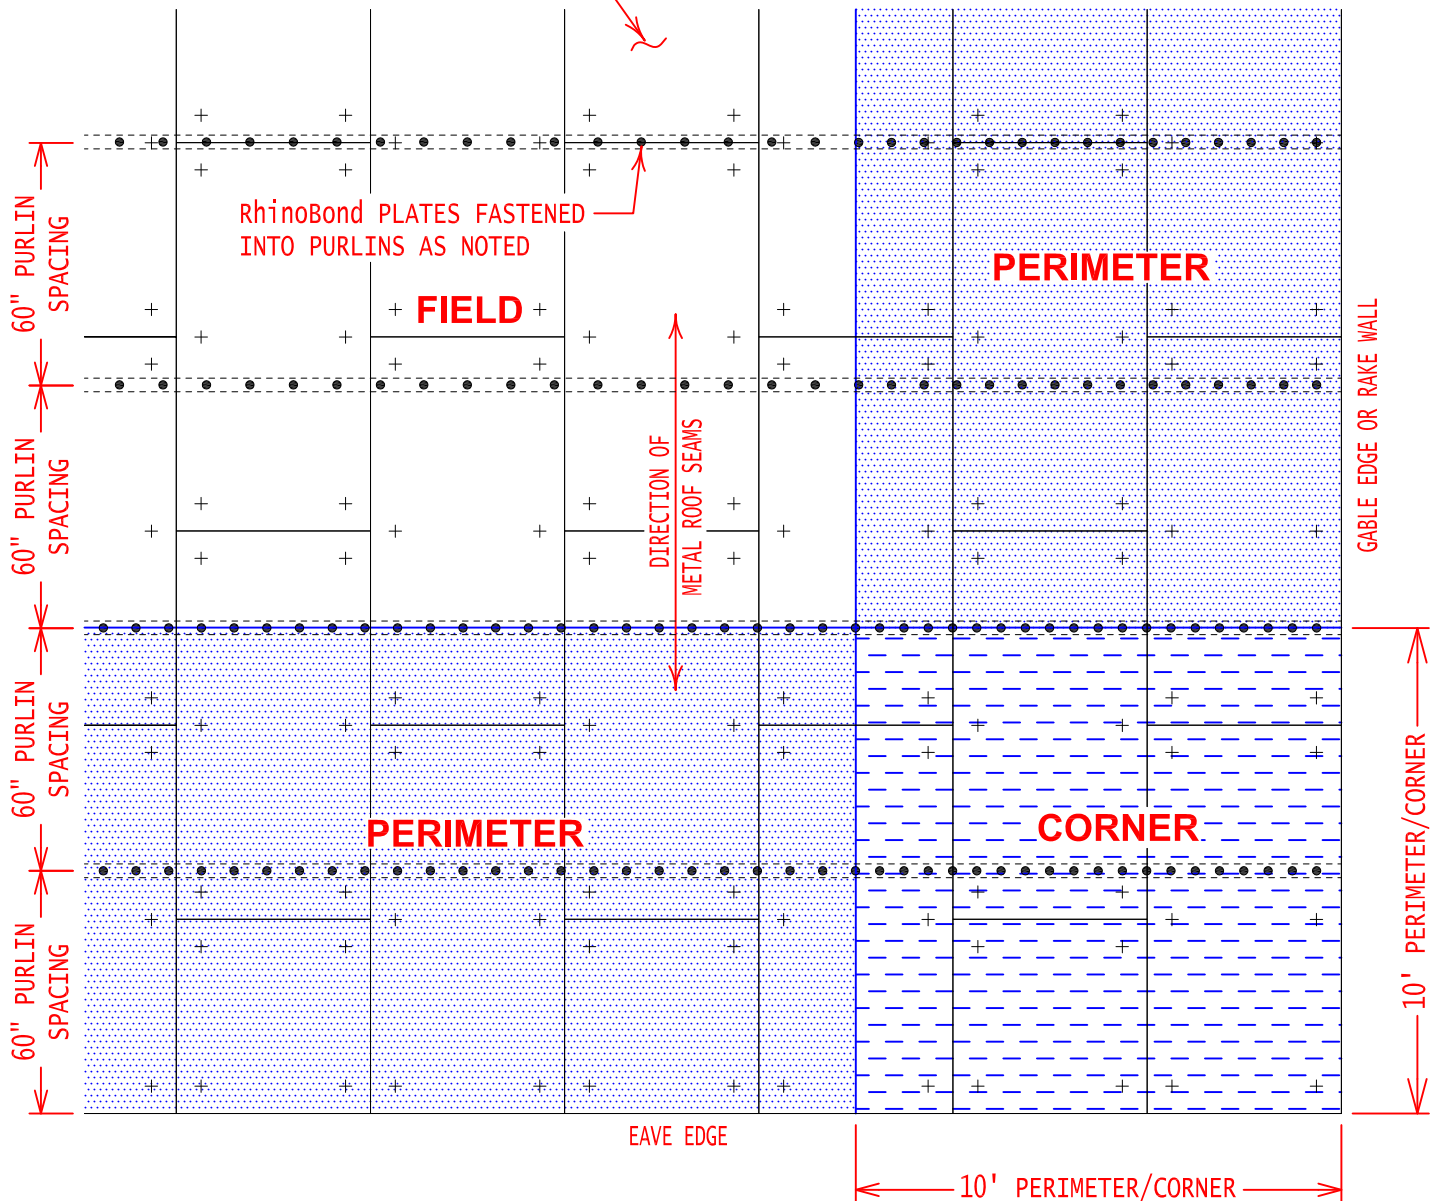 RhinoBond PLATES FASTENED
INTO PURLINS AS NOTED
FIELD
PERIMETER
60" PURLIN
SPACING
GABLE EDGE OR RAKE WALL
60" PURLIN
SPACING
DIRECTION OF
METAL ROOF SEAMS
60" PURLIN
SPACING
PERIMETER
CORNER
10' PERIMETER/CORNER
60" PURLIN
SPACING
EAVE EDGE
10' PERIMETER/CORNER